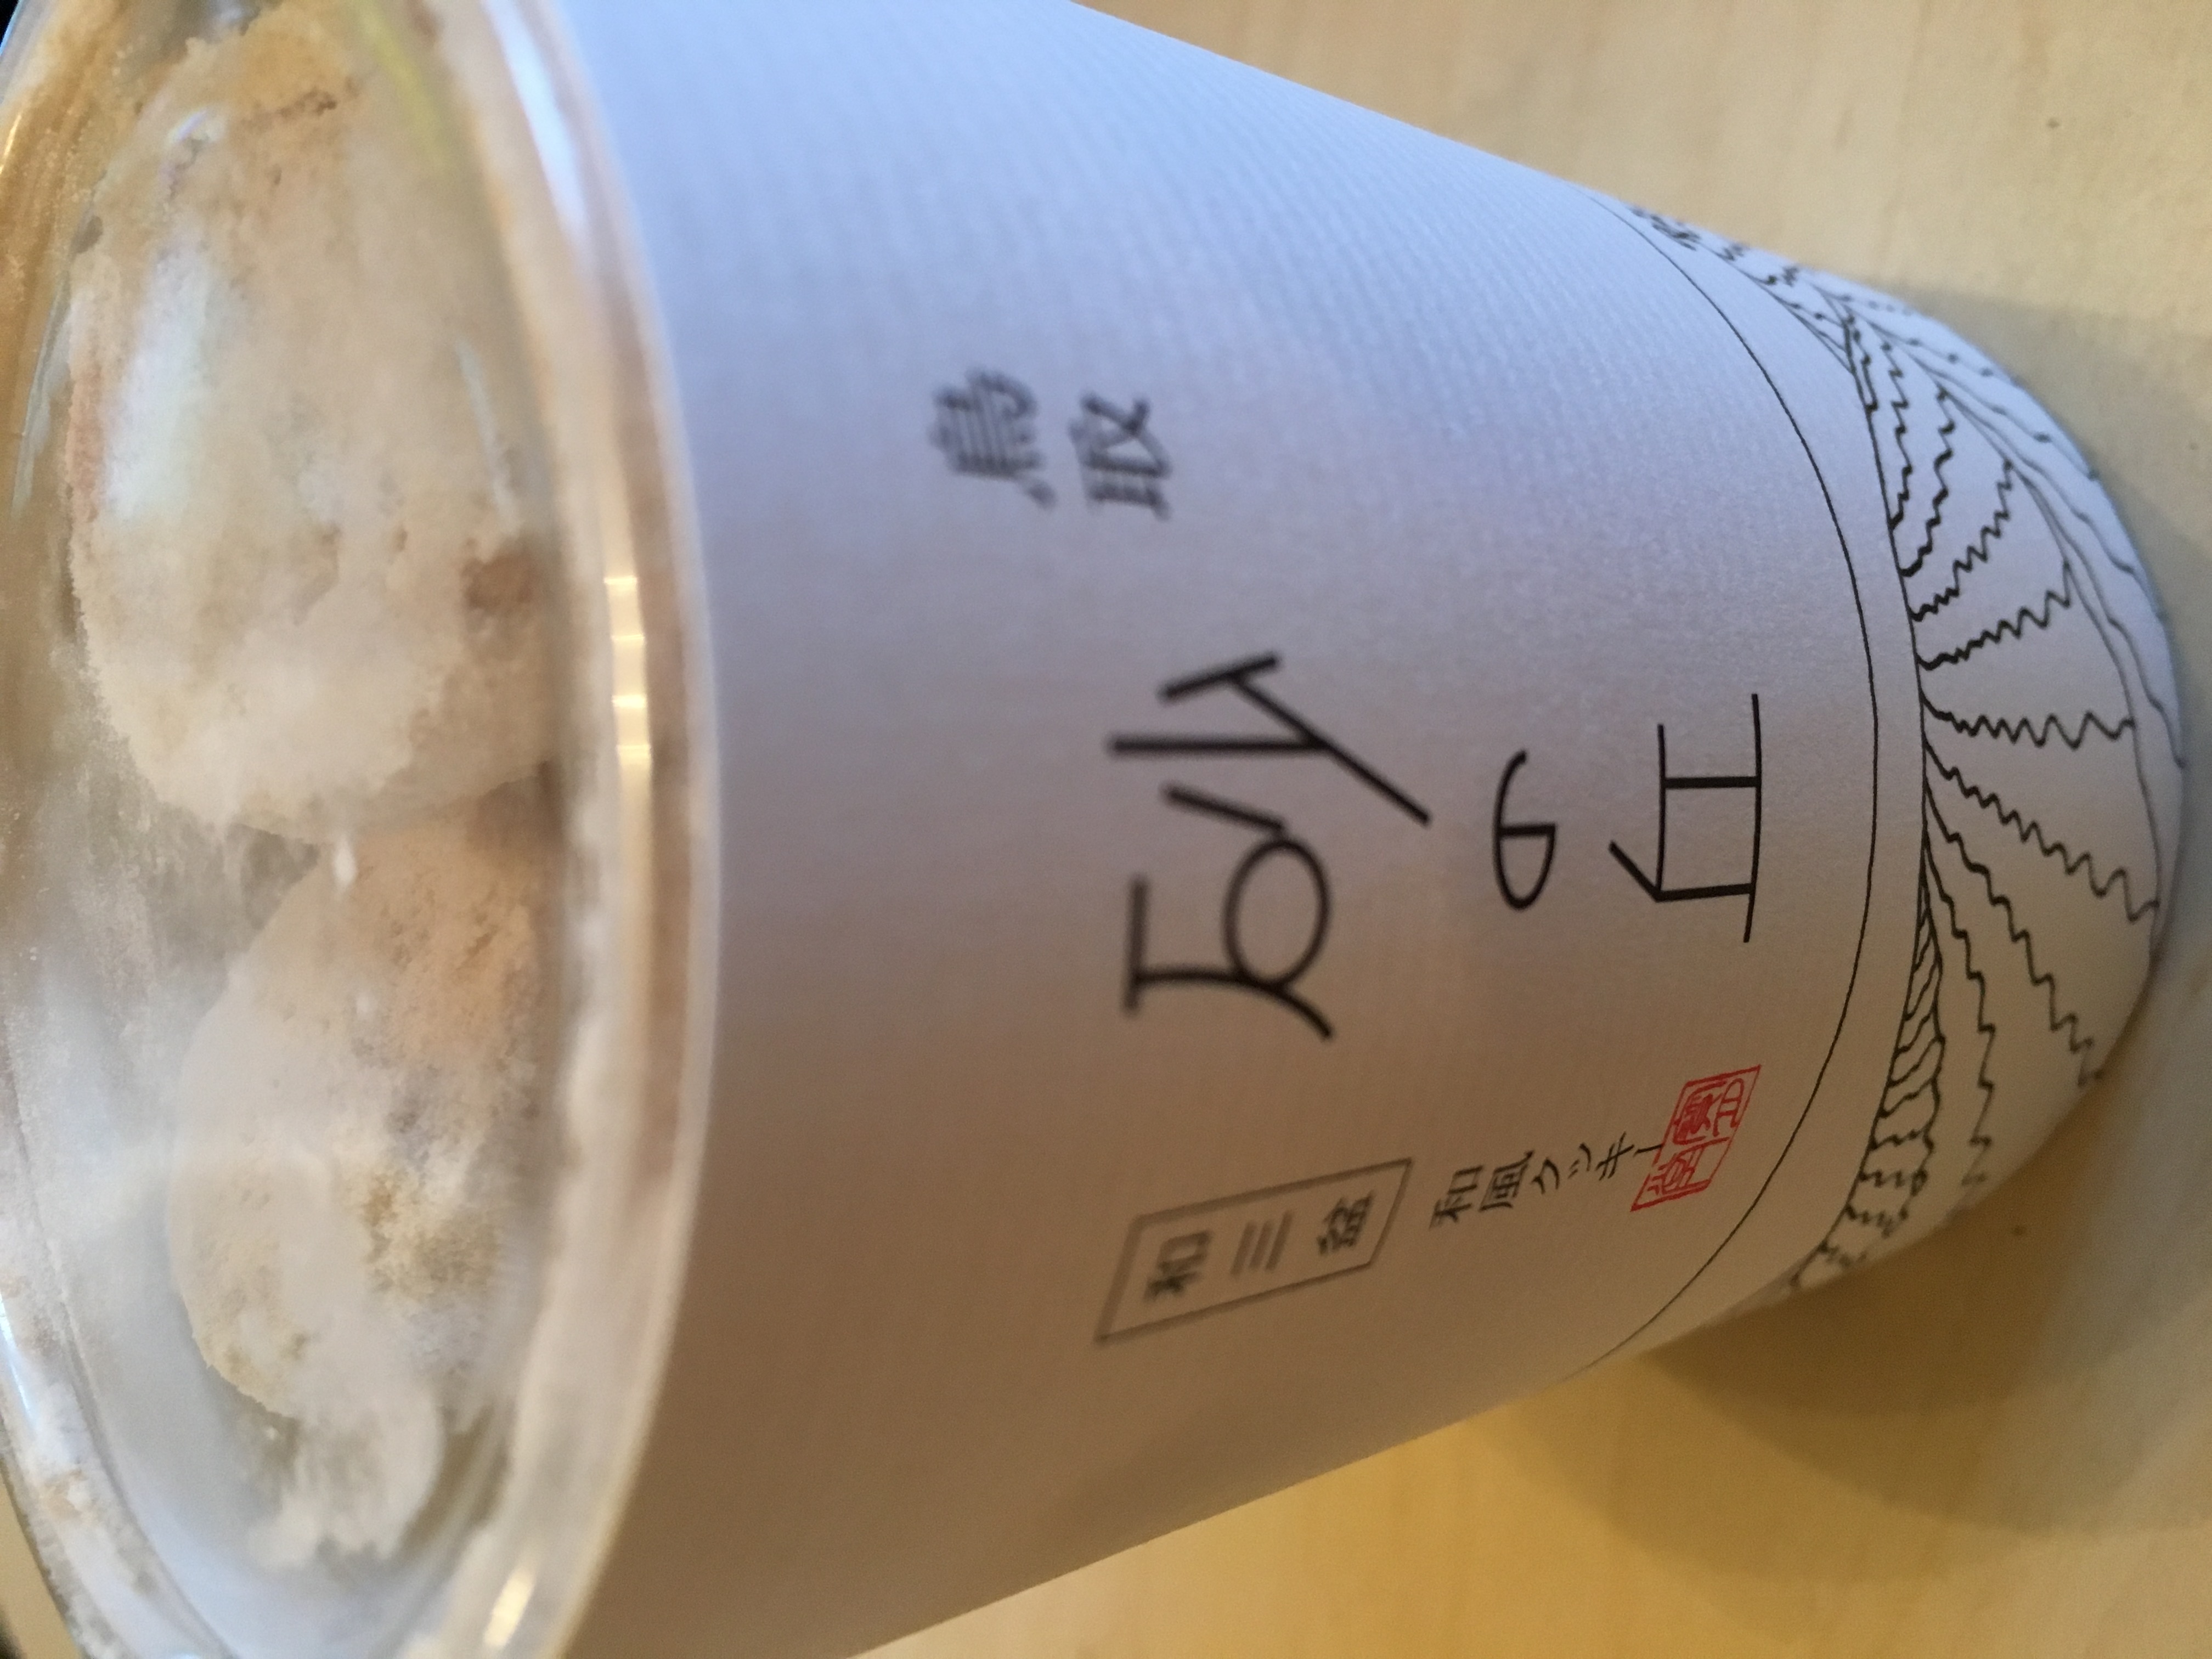 鳥取
砂の丘
和三盆
和風クッキー